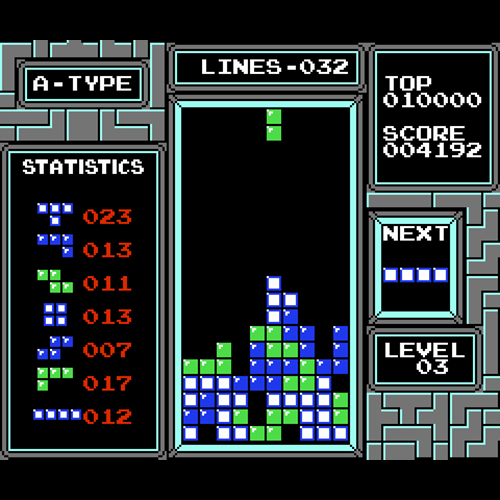 LINES-032
A-TYPE
TOP
010000
SCORE
004192
STATISTICS
023
013
011
013
007
017
012
NEXT
LEVEL
03